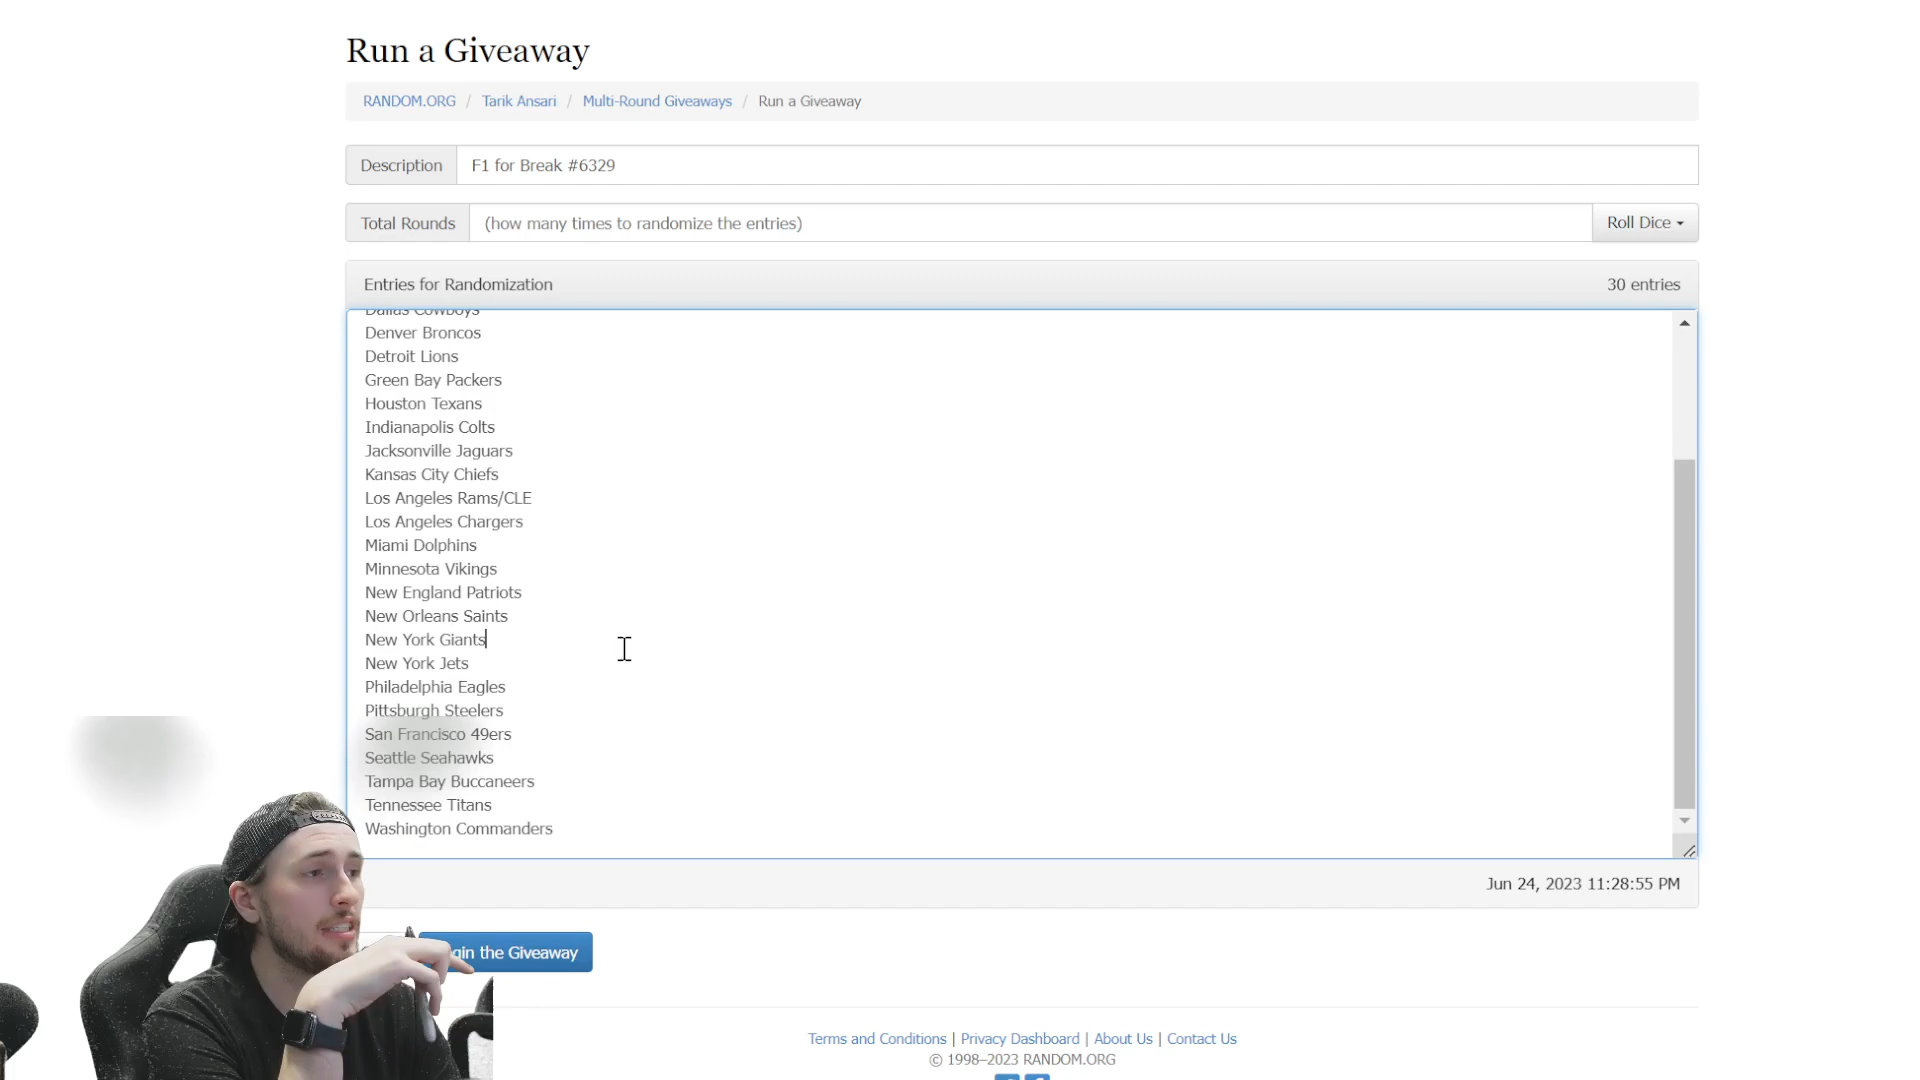 Run a Giveaway
RANDOM.ORG / Tarik Ansari / Multi-Round Giveaways / Run a Giveaway
Description F1 for Break #6329
Total Rounds (how many times to randomize the entries) Roll Dice
Entries for Randomization 30 entries
Dallas Cowboys
Denver Broncos
Detroit Lions
Green Bay Packers
Houston Texans
Indianapolis Colts
Jacksonville Jaguars
Kansas City Chiefs
Los Angeles Rams/CLE
Los Angeles Chargers
Miami Dolphins
Minnesota Vikings
New England Patriots
New Orleans Saints
New York Giants
New York Jets
Philadelphia Eagles
Pittsburgh Steelers
San Francisco 49ers
Seattle Seahawks
Tampa Bay Buccaneers
Tennessee Titans
Washington Commanders
Jun 24, 2023 11:28:55 PM
the Giveaway
Terms and Conditions | Privacy Dashboard | About Us | Contact Us
© 1998–2023 RANDOM.ORG